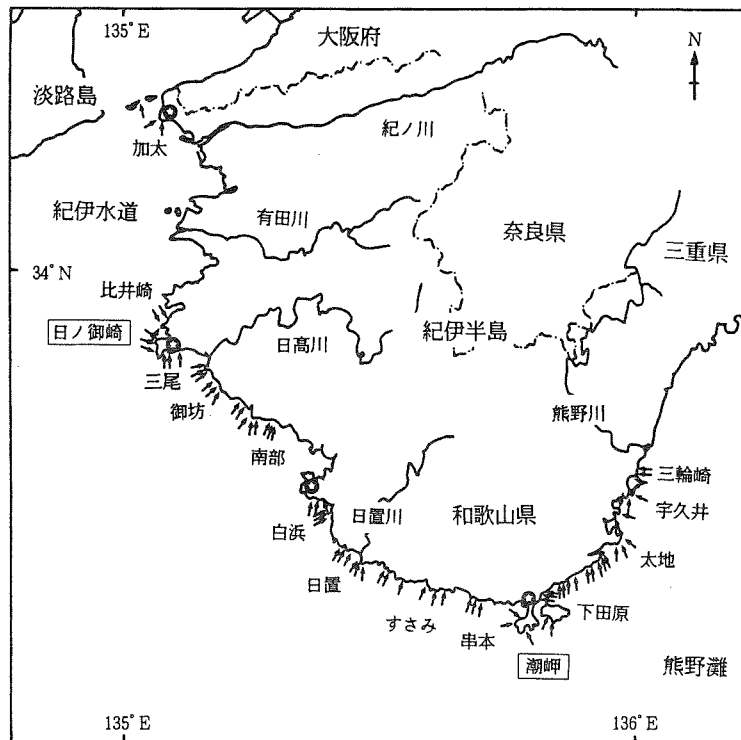 135°E
大阪府
N
淡路島
加太
紀ノ川
紀伊水道
有田川
奈良県
三重県
34°N
比井崎
日ノ御崎
日高川
紀伊半島
三尾
御坊
熊野川
南部
三輪崎
宇久井
白浜
日置川
和歌山県
太地
日置
下田原
すさみ
串本
潮岬
熊野灘
135°E
136°E